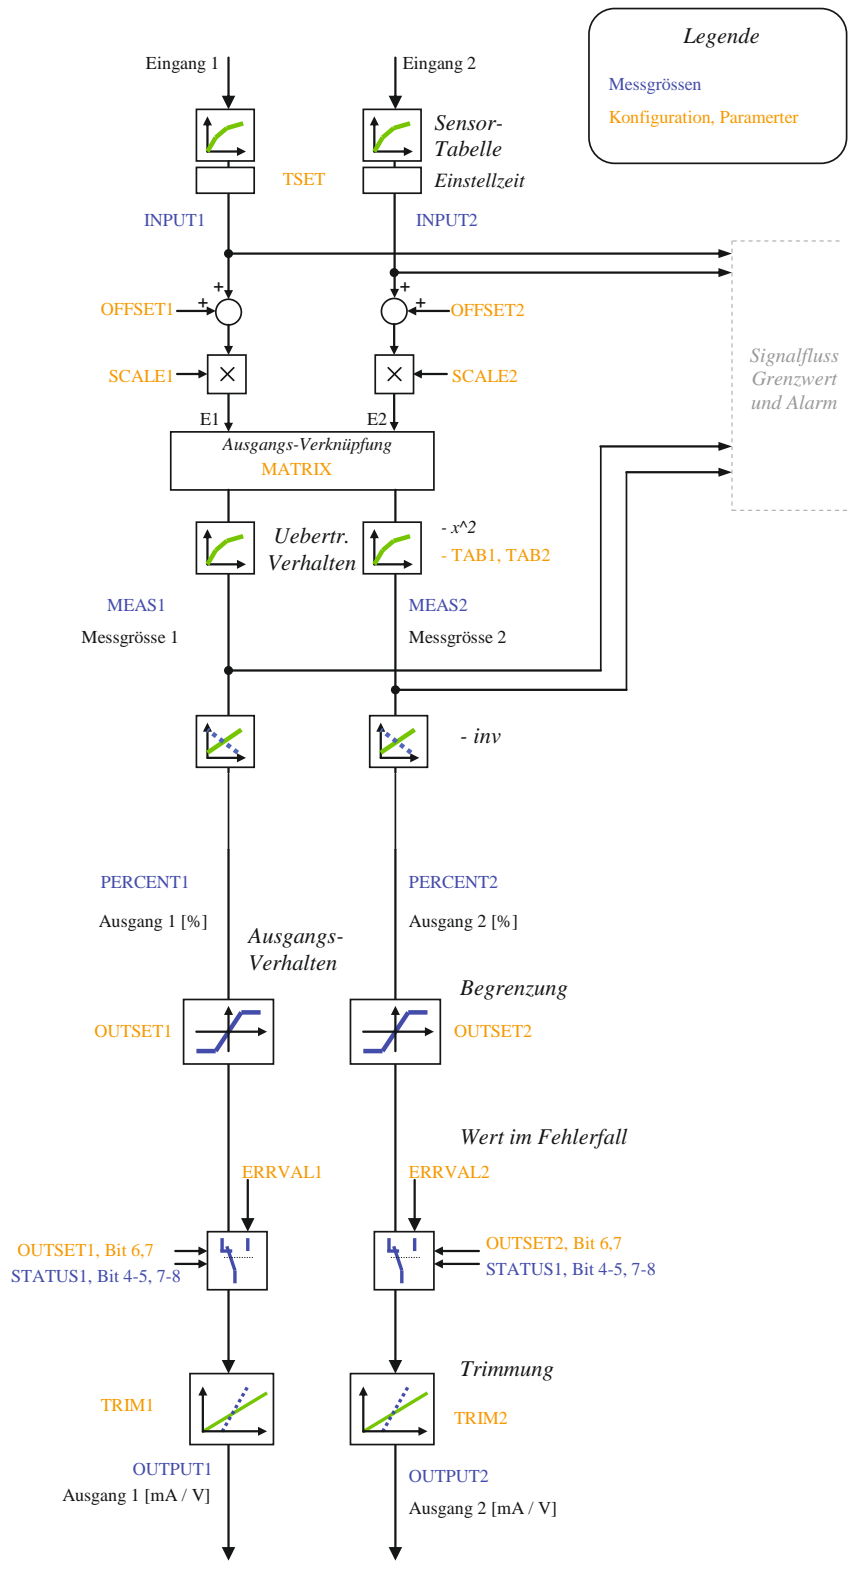 Legende
Messgrössen
Konfiguration, Paramerter
Eingang 1
Eingang 2
Sensor-
Tabelle
TSET
Einstellzeit
INPUT1
INPUT2
+
+
+
+
OFFSET1
OFFSET2
SCALE1
SCALE2
Signalfluss
Grenzwert
und Alarm
E1
E2
Ausgangs-Verknüpfung
MATRIX
Uebertr.
Verhalten
- x^2
- TAB1, TAB2
MEAS1
MEAS2
Messgrösse 1
Messgrösse 2
- inv
PERCENT1
PERCENT2
Ausgang 1 [%]
Ausgang 2 [%]
Ausgangs-
Verhalten
Begrenzung
OUTSET1
OUTSET2
Wert im Fehlerfall
ERRVAL1
ERRVAL2
OUTSET1, Bit 6,7
STATUS1, Bit 4-5, 7-8
OUTSET2, Bit 6,7
STATUS1, Bit 4-5, 7-8
Trimmung
TRIM1
TRIM2
OUTPUT1
Ausgang 1 [mA / V]
OUTPUT2
Ausgang 2 [mA / V]